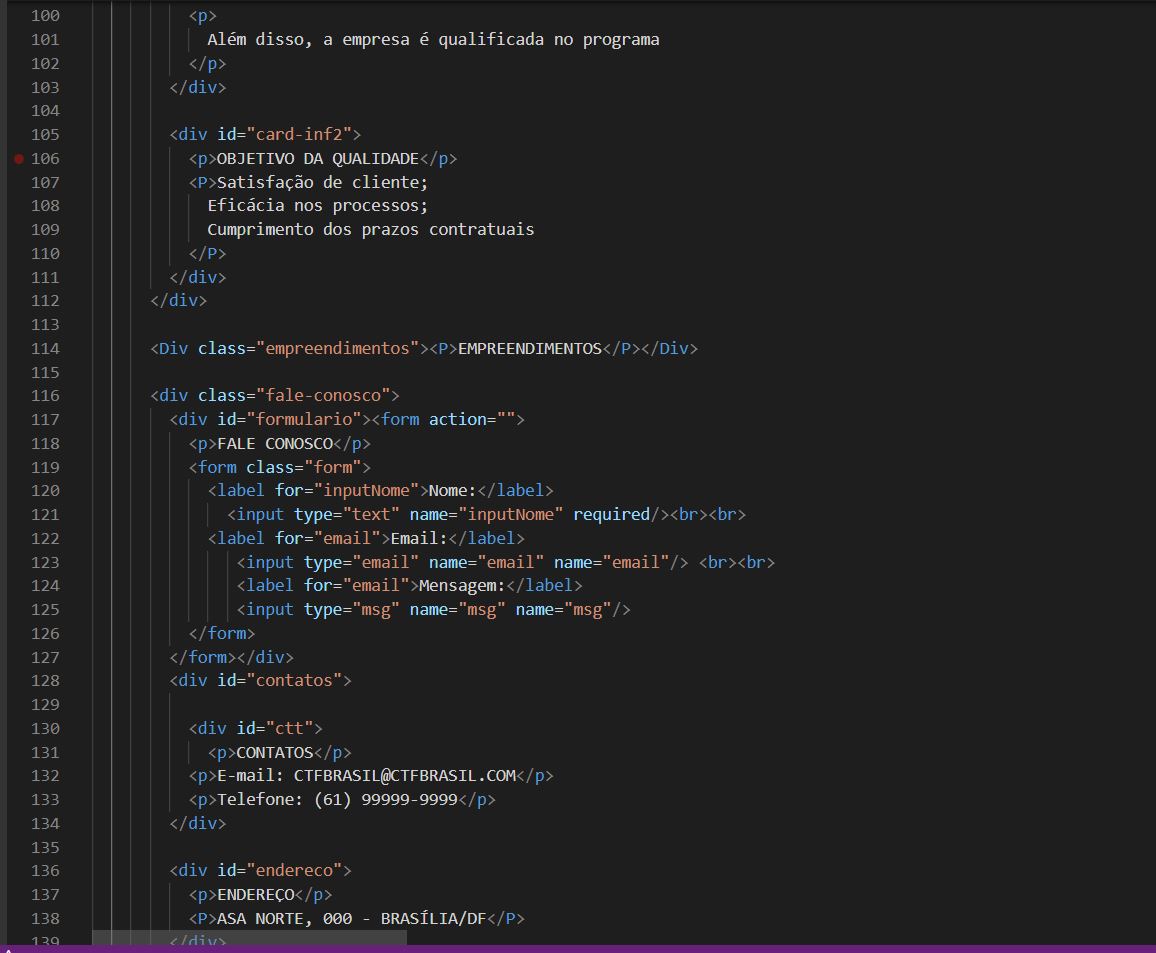 100 <p>
101 Além disso, a empresa é qualificada no programa
102 </p>
103 </div>
104
105 <div id="card-inf2">
106 <p>OBJETIVO DA QUALIDADE</p>
107 <P>Satisfação de cliente;
108 Eficácia nos processos;
109 Cumprimento dos prazos contratuais
110 </P>
111 </div>
112 </div>
113
114 <Div class="empreendimentos"><P>EMPREENDIMENTOS</P></Div>
115
116 <div class="fale-conosco">
117 <div id="formulario"><form action="">
118 <p>FALE CONOSCO</p>
119 <form class="form">
120 <label for="inputNome">Nome:</label>
121 <input type="text" name="inputNome" required/><br><br>
122 <label for="email">Email:</label>
123 <input type="email" name="email" name="email"/> <br><br>
124 <label for="email">Mensagem:</label>
125 <input type="msg" name="msg" name="msg"/>
126 </form>
127 </form></div>
128 <div id="contatos">
129
130 <div id="ctt">
131 <p>CONTATOS</p>
132 <p>E-mail: CTFBRASIL@CTFBRASIL.COM</p>
133 <p>Telefone: (61) 99999-9999</p>
134 </div>
135
136 <div id="endereco">
137 <p>ENDEREÇO</p>
138 <P>ASA NORTE, 000 - BRASÍLIA/DF</P>
139 </div>